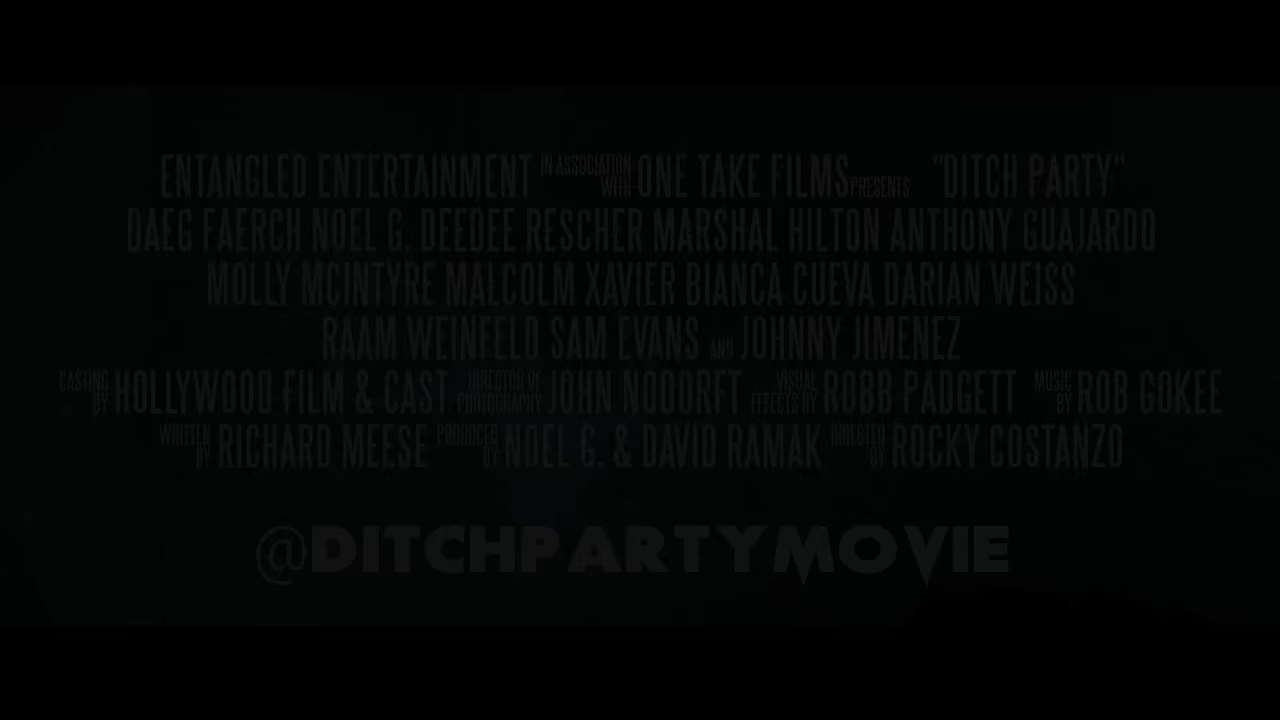 ENTANGLED ENTERTAINMENT IN ASSOCIATION WITH ONE TAKE FILMS PRESENTS "DITCH PARTY"
DAEG FAERCH NOEL G. DEEDEE RESCHER MARSHAL HILTON ANTHONY GUAJARDO
MOLLY MCINTYRE MALCOLM XAVIER BIANCA CUEVA DARIAN WEISS
RAAM WEINFELD SAM EVANS AND JOHNNY JIMENEZ
CASTING BY HOLLYWOOD FILM & CAST DIRECTOR OF PHOTOGRAPHY JOHN NODORFT VISUAL EFFECTS BY ROBB PADGETT MUSIC BY ROB GOKEE
WRITTEN BY RICHARD MEESE PRODUCED BY NOEL G. & DAVID RAMAK DIRECTED BY ROCKY COSTANZO
@DITCHPARTYMOVIE